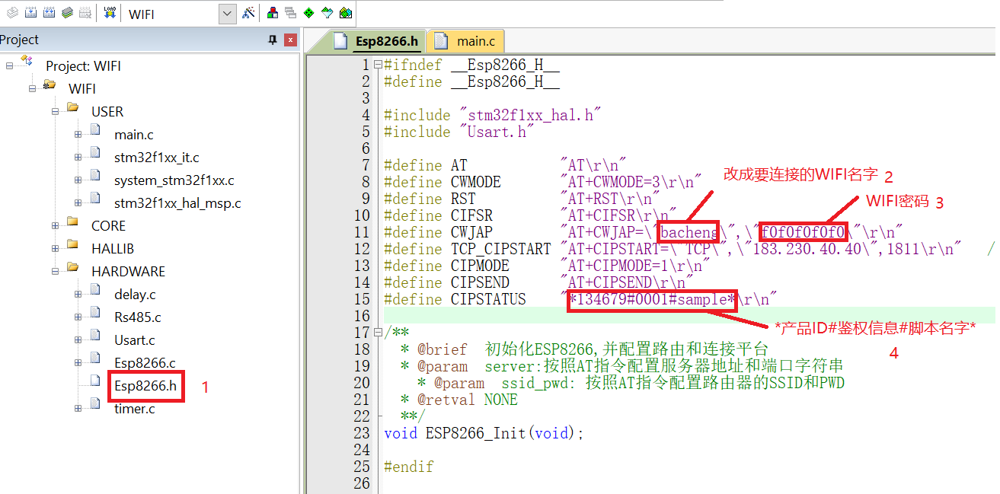 WIFI
Project
Project: WIFI
WIFI
USER
main.c
stm32f1xx_it.c
system_stm32f1xx.c
stm32f1xx_hal_msp.c
CORE
HALLIB
HARDWARE
delay.c
Rs485.c
Usart.c
Esp8266.c
Esp8266.h 1
timer.c
Esp8266.h main.c
1 #ifndef __Esp8266_H__
2 #define __Esp8266_H__
3
4 #include "stm32f1xx_hal.h"
5 #include "Usart.h"
6
7 #define AT "AT\r\n"
8 #define CWMODE "AT+CWMODE=3\r\n"
9 #define RST "AT+RST\r\n"
10 #define CIFSR "AT+CIFSR\r\n"
11 #define CWJAP "AT+CWJAP=\"bacheng\",\"f0f0f0f0f0\"\r\n"
12 #define TCP_CIPSTART "AT+CIPSTART=\"TCP\",\"183.230.40.40\",1811\r\n" /
13 #define CIPMODE "AT+CIPMODE=1\r\n"
14 #define CIPSEND "AT+CIPSEND\r\n"
15 #define CIPSTATUS "*134679#0001#sample*\r\n"
16
17 /**
18 * @brief 初始化ESP8266,并配置路由和连接平台
19 * @param server:按照AT指令配置服务器地址和端口字符串
20 * @param ssid_pwd: 按照AT指令配置路由器的SSID和PWD
21 * @retval NONE
22 **/
23 void ESP8266_Init(void);
24
25 #endif
26
改成要连接的WIFI名字 2
WIFI密码 3
*产品ID#鉴权信息#脚本名字*
4